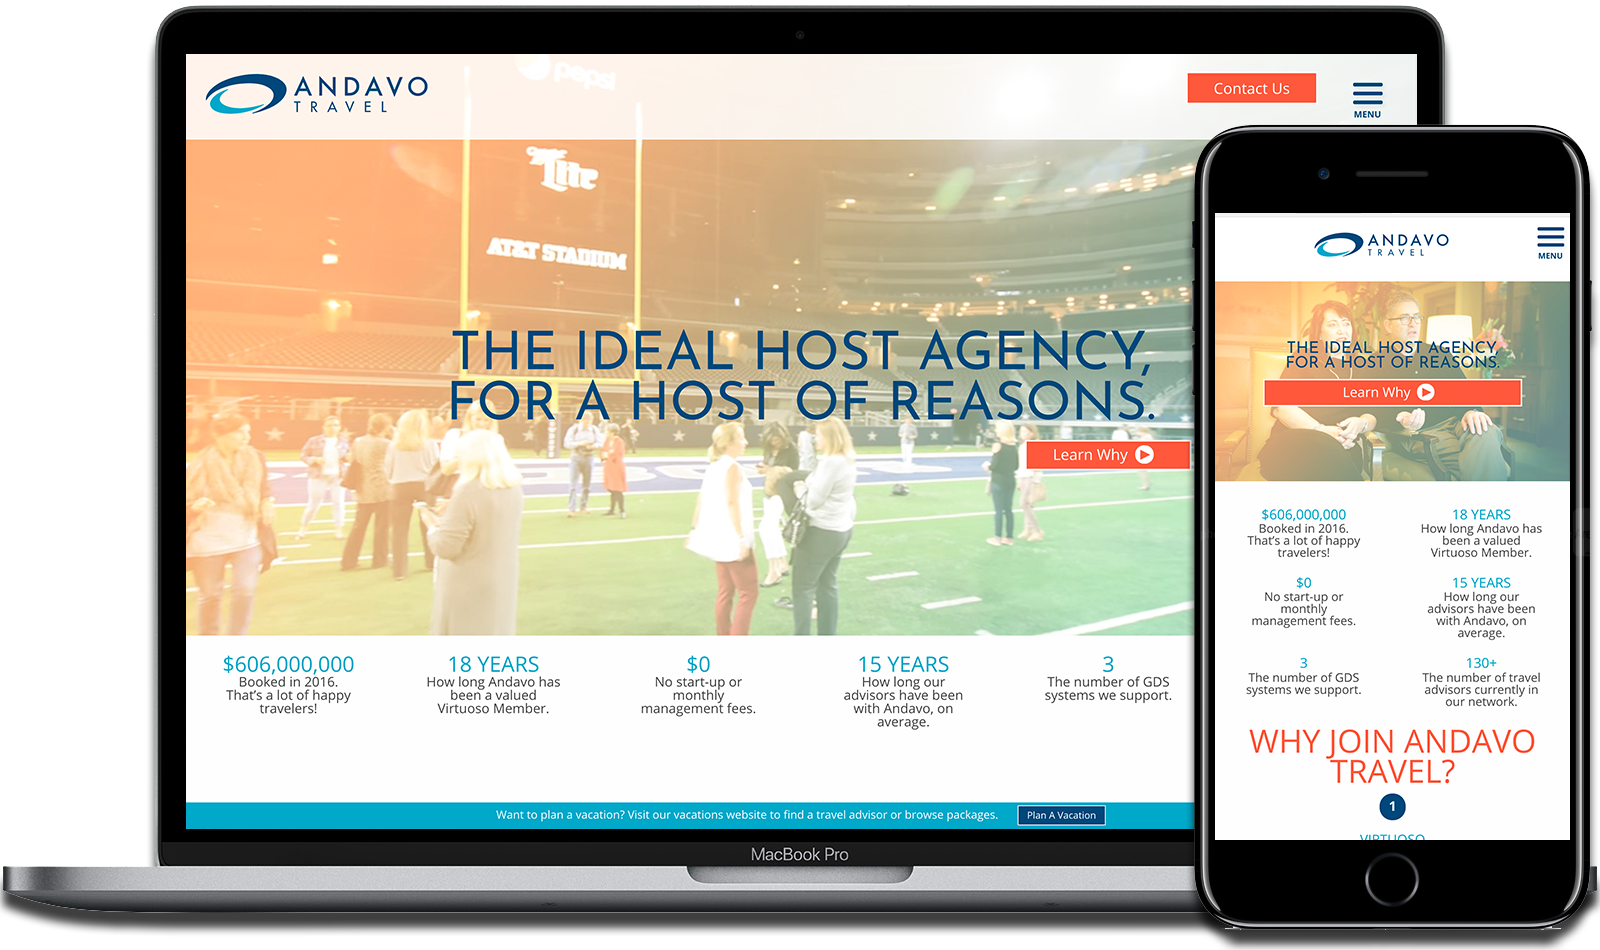 pepsi
ANDAVO
TRAVEL
Contact Us
MENU
Lite
AT&T STADIUM
THE IDEAL HOST AGENCY,
FOR A HOST OF REASONS.
Learn Why
$606,000,000
Booked in 2016.
That's a lot of happy
travelers!
18 YEARS
How long Andavo has
been a valued
Virtuoso Member.
$0
No start-up or
monthly
management fees.
15 YEARS
How long our
advisors have been
with Andavo, on
average.
3
The number of GDS
systems we support.
Want to plan a vacation? Visit our vacations website to find a travel advisor or browse packages.
Plan A Vacation
MacBook Pro
ANDAVO
TRAVEL
MENU
THE IDEAL HOST AGENCY,
FOR A HOST OF REASONS.
Learn Why
$606,000,000
Booked in 2016.
That's a lot of happy
travelers!
18 YEARS
How long Andavo has
been a valued
Virtuoso Member.
$0
No start-up or
monthly
management fees.
15 YEARS
How long our
advisors have been
with Andavo, on
average.
3
The number of GDS
systems we support.
130+
The number of travel
advisors currently in
our network.
WHY JOIN ANDAVO
TRAVEL?
1
VIRTUOSO